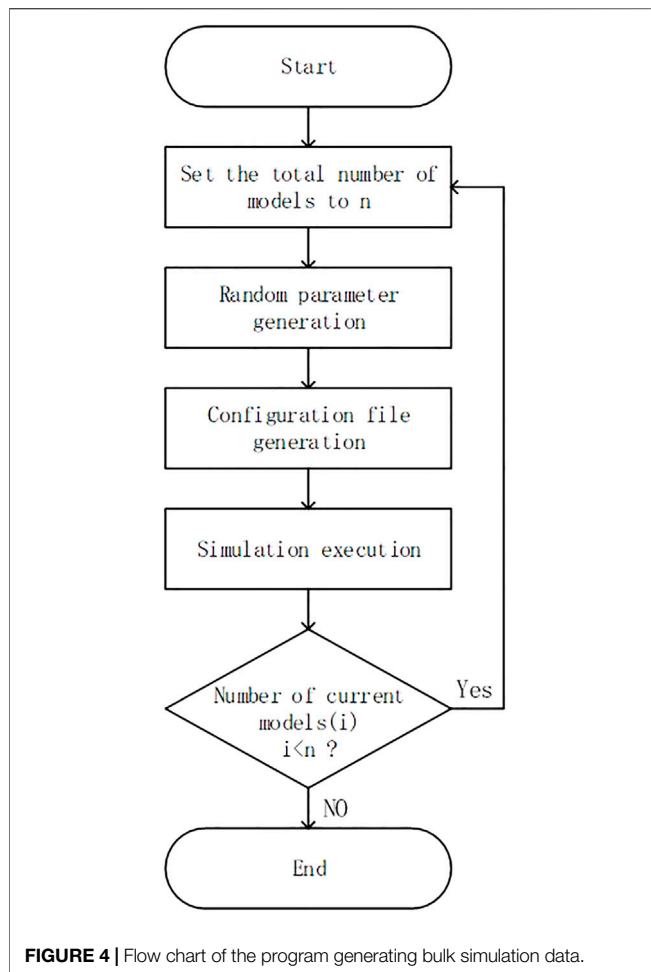 Start
Set the total number of
models to n
Random parameter
generation
Configuration file
generation
Simulation execution
Number of current
models(i)
i<n ?
Yes
NO
End
FIGURE 4 | Flow chart of the program generating bulk simulation data.